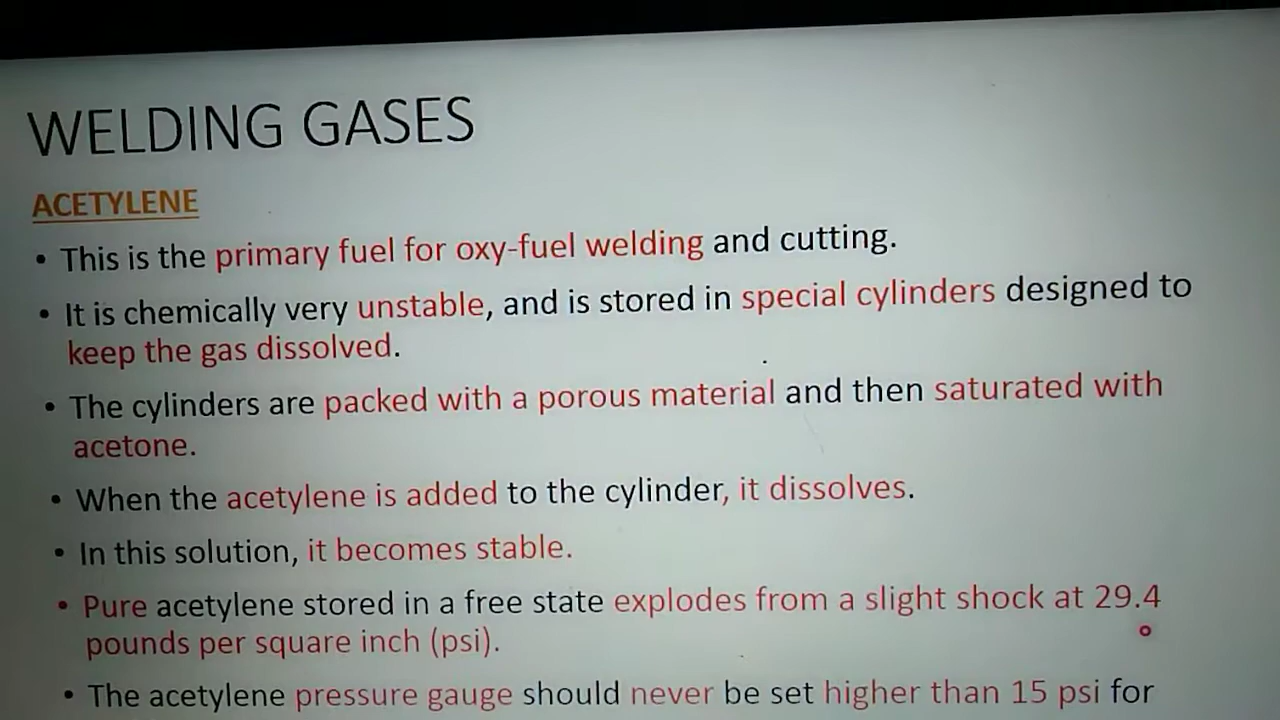 WELDING GASES
ACETYLENE
• This is the primary fuel for oxy-fuel welding and cutting.
• It is chemically very unstable, and is stored in special cylinders designed to
keep the gas dissolved.
• The cylinders are packed with a porous material and then saturated with
acetone.
• When the acetylene is added to the cylinder, it dissolves.
• In this solution, it becomes stable.
• Pure acetylene stored in a free state explodes from a slight shock at 29.4
pounds per square inch (psi).
• The acetylene pressure gauge should never be set higher than 15 psi for